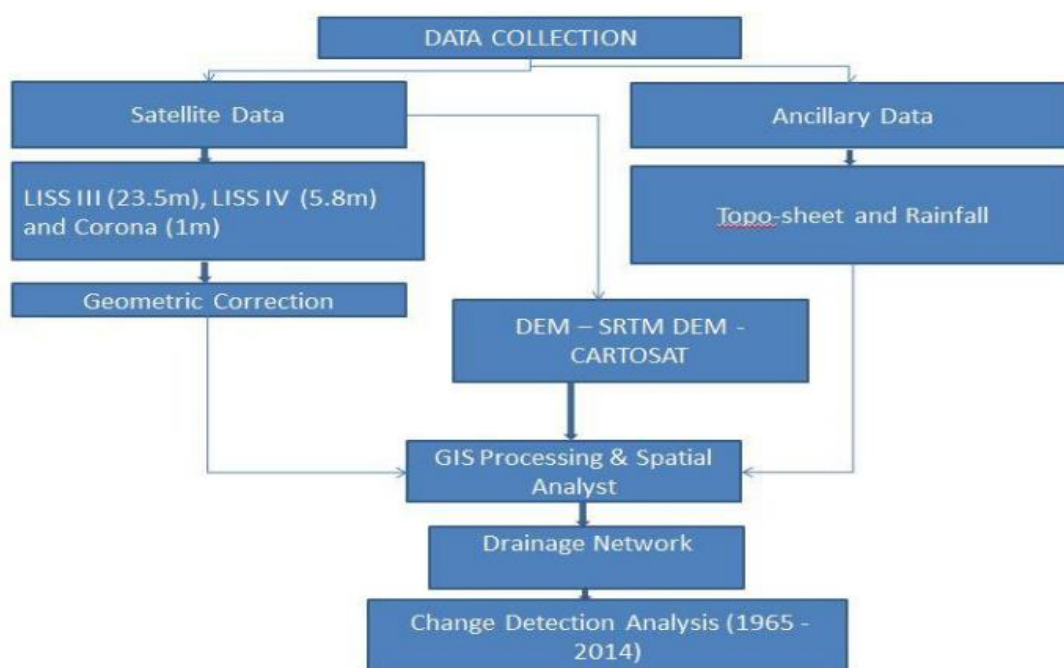 DATA COLLECTION
Satellite Data
Ancillary Data
LISS III (23.5m), LISS IV (5.8m)
and Corona (1m)
Topo-sheet and Rainfall
Geometric Correction
DEM – SRTM DEM -
CARTOSAT
GIS Processing & Spatial
Analyst
Drainage Network
Change Detection Analysis (1965 -
2014)